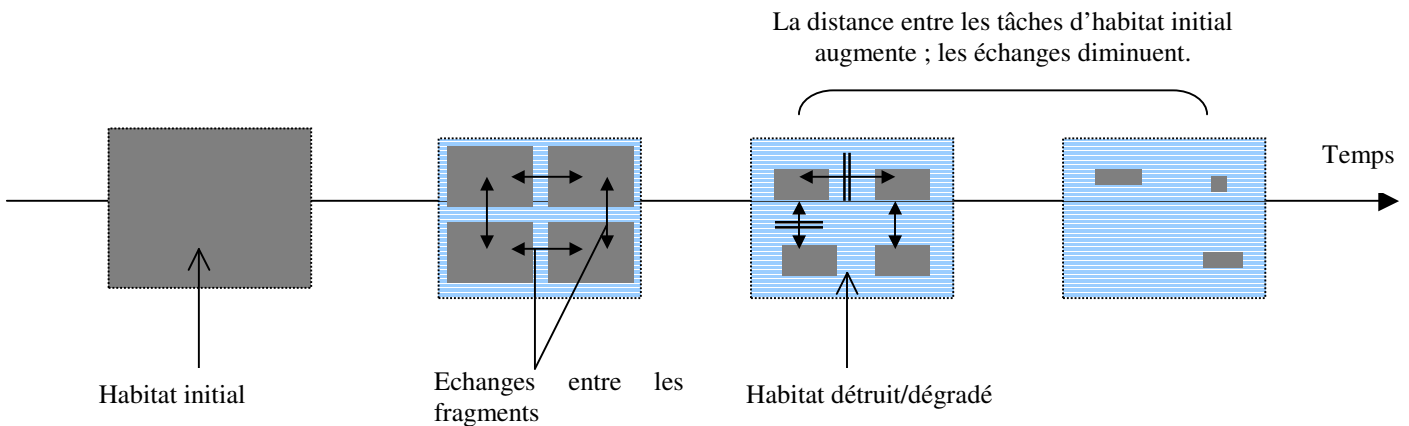 La distance entre les tâches d’habitat initial
augmente ; les échanges diminuent.
Temps
Habitat initial
Echanges entre les
fragments
Habitat détruit/dégradé